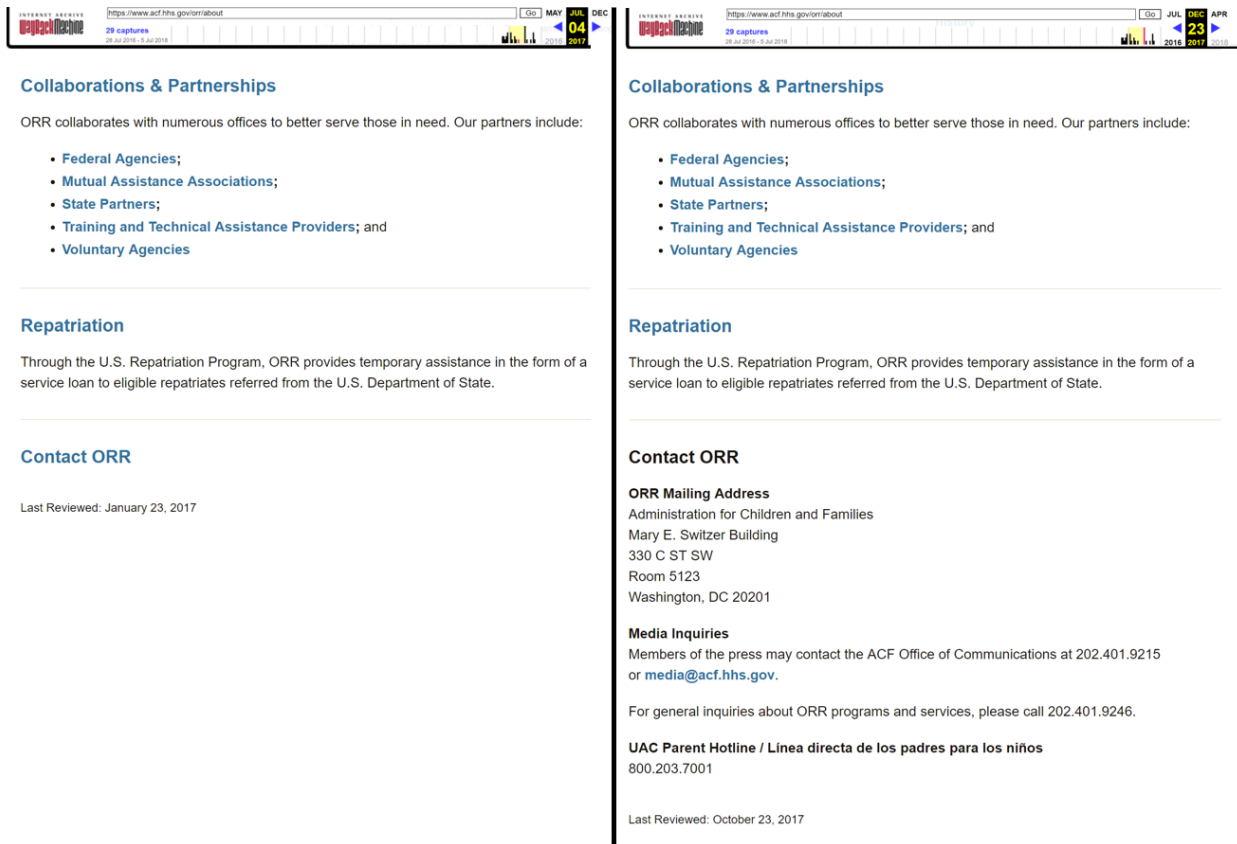 INTERNET ARCHIVE
WayBackMachine
https://www.acf.hhs.gov/orr/about
Go
MAY JUL DEC
29 captures
28 Jul 2016 - 5 Jul 2018
04
2016 2017
Collaborations & Partnerships
ORR collaborates with numerous offices to better serve those in need. Our partners include:
• Federal Agencies;
• Mutual Assistance Associations;
• State Partners;
• Training and Technical Assistance Providers; and
• Voluntary Agencies
Repatriation
Through the U.S. Repatriation Program, ORR provides temporary assistance in the form of a
service loan to eligible repatriates referred from the U.S. Department of State.
Contact ORR
Last Reviewed: January 23, 2017
INTERNET ARCHIVE
WayBackMachine
https://www.acf.hhs.gov/orr/about
History
Go
JUL DEC APR
29 captures
28 Jul 2016 - 5 Jul 2018
23
2016 2017 2018
Collaborations & Partnerships
ORR collaborates with numerous offices to better serve those in need. Our partners include:
• Federal Agencies;
• Mutual Assistance Associations;
• State Partners;
• Training and Technical Assistance Providers; and
• Voluntary Agencies
Repatriation
Through the U.S. Repatriation Program, ORR provides temporary assistance in the form of a
service loan to eligible repatriates referred from the U.S. Department of State.
Contact ORR
ORR Mailing Address
Administration for Children and Families
Mary E. Switzer Building
330 C ST SW
Room 5123
Washington, DC 20201
Media Inquiries
Members of the press may contact the ACF Office of Communications at 202.401.9215
or media@acf.hhs.gov.
For general inquiries about ORR programs and services, please call 202.401.9246.
UAC Parent Hotline / Línea directa de los padres para los niños
800.203.7001
Last Reviewed: October 23, 2017